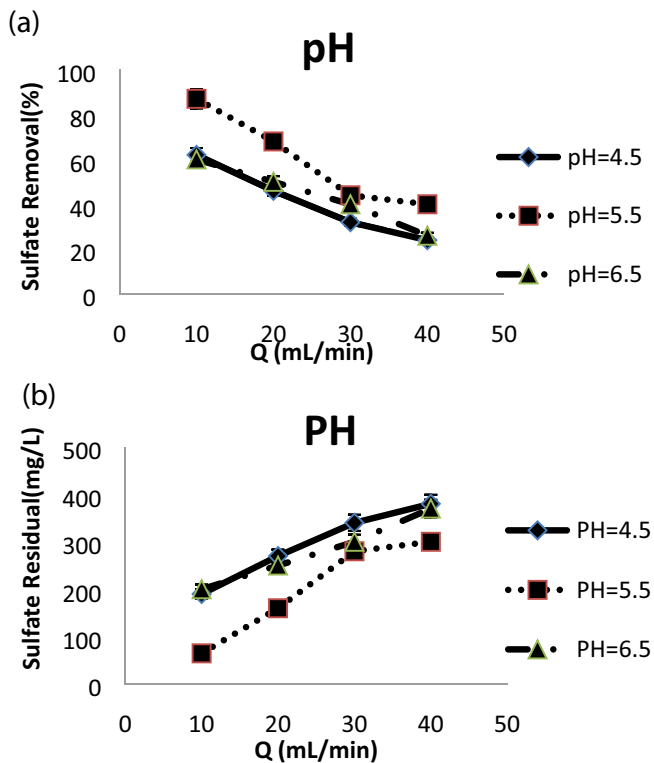 (a)
pH
100
80
60
40
20
0
Sulfate Removal(%)
0 10 20 30 40 50
Q (mL/min)
pH=4.5
pH=5.5
pH=6.5
(b)
PH
500
400
300
200
100
0
Sulfate Residual(mg/L)
0 10 20 30 40 50
Q (mL/min)
PH=4.5
PH=5.5
PH=6.5